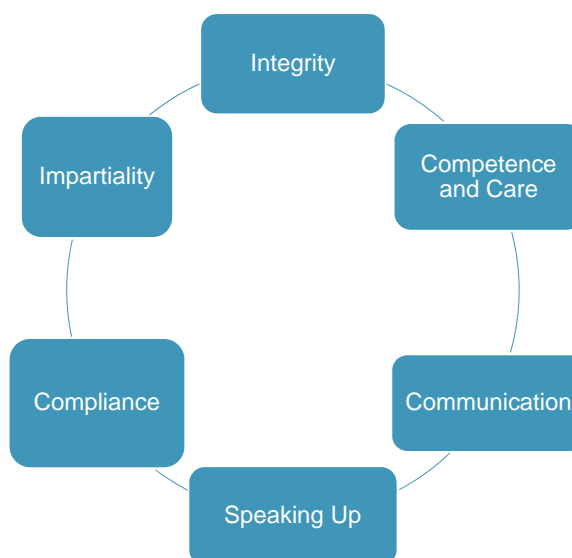 Integrity
Competence
and Care
Communication
Speaking Up
Compliance
Impartiality